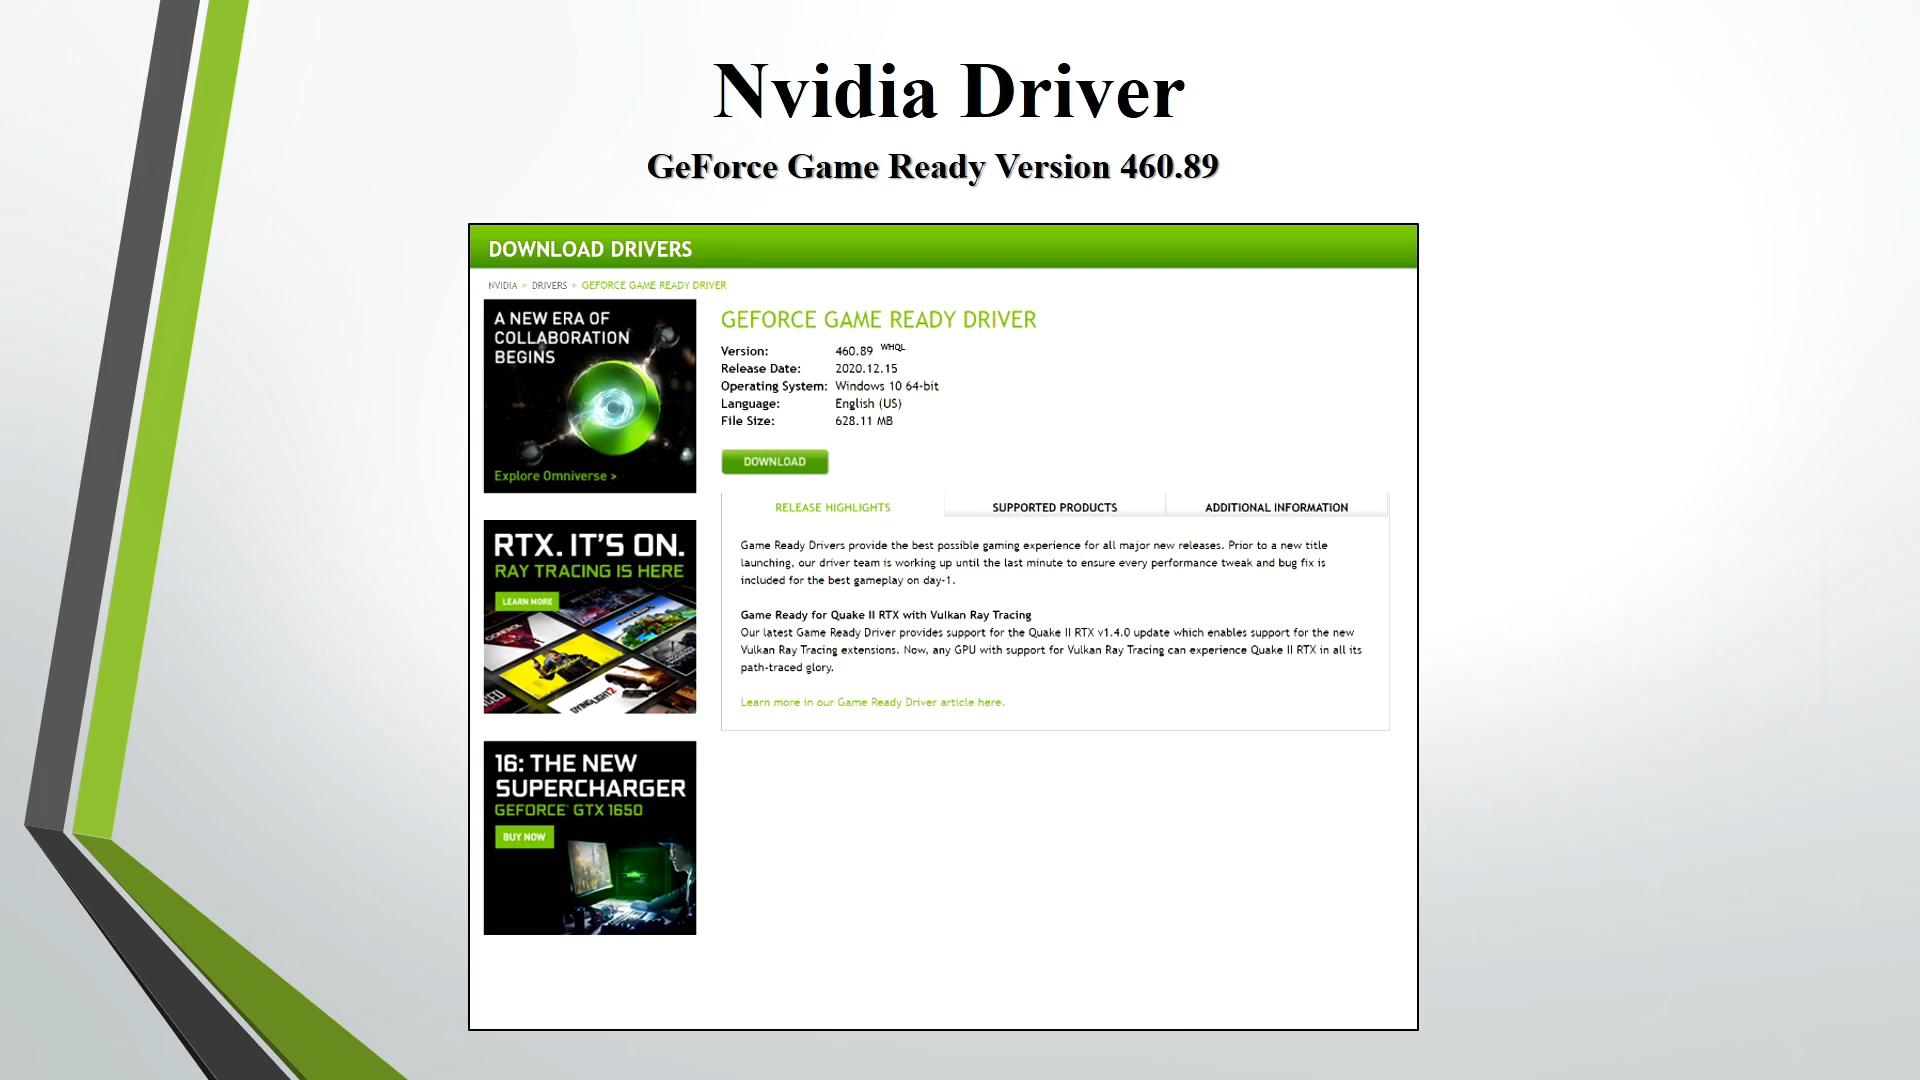 Nvidia Driver
GeForce Game Ready Version 460.89
DOWNLOAD DRIVERS
NVIDIA > DRIVERS > GEFORCE GAME READY DRIVER
A NEW ERA OF
COLLABORATION
BEGINS
Explore Omniverse >
RTX. IT'S ON.
RAY TRACING IS HERE
LEARN MORE
CONTROL
DYING LIGHT 2
16: THE NEW
SUPERCHARGER
GEFORCE® GTX 1650
BUY NOW
GEFORCE GAME READY DRIVER
Version: 460.89 WHQL
Release Date: 2020.12.15
Operating System: Windows 10 64-bit
Language: English (US)
File Size: 628.11 MB
DOWNLOAD
RELEASE HIGHLIGHTS SUPPORTED PRODUCTS ADDITIONAL INFORMATION
Game Ready Drivers provide the best possible gaming experience for all major new releases. Prior to a new title
launching, our driver team is working up until the last minute to ensure every performance tweak and bug fix is
included for the best gameplay on day-1.
Game Ready for Quake II RTX with Vulkan Ray Tracing
Our latest Game Ready Driver provides support for the Quake II RTX v1.4.0 update which enables support for the new
Vulkan Ray Tracing extensions. Now, any GPU with support for Vulkan Ray Tracing can experience Quake II RTX in all its
path-traced glory.
Learn more in our Game Ready Driver article here.